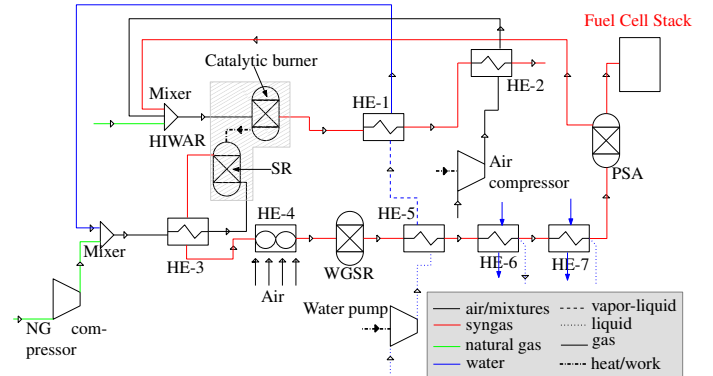 Fuel Cell Stack
Catalytic burner
HE-2
Mixer
HE-1
HIWAR
SR
Air
compressor
PSA
HE-4
HE-5
Mixer
HE-3
WGSR
HE-6
HE-7
Air
Water pump
NG com-
pressor
air/mixtures
syngas
natural gas
water
vapor-liquid
liquid
gas
heat/work